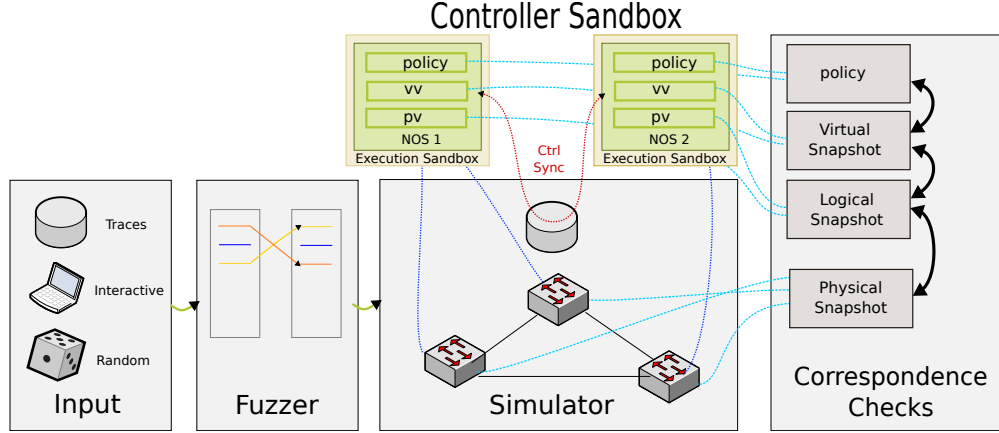 Controller Sandbox
policy
vv
pv
NOS 1
Execution Sandbox
policy
vv
pv
NOS 2
Execution Sandbox
Ctrl
Sync
policy
Virtual
Snapshot
Logical
Snapshot
Physical
Snapshot
Correspondence
Checks
Traces
Interactive
Random
Input
Fuzzer
Simulator